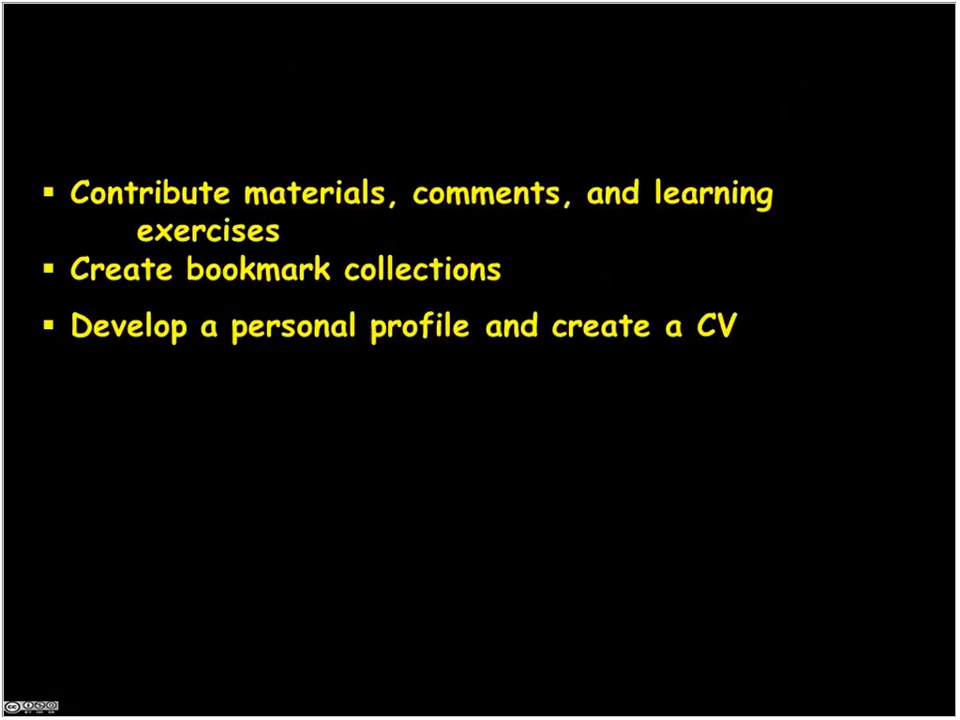 ▪ Contribute materials, comments, and learning
exercises
▪ Create bookmark collections
▪ Develop a personal profile and create a CV